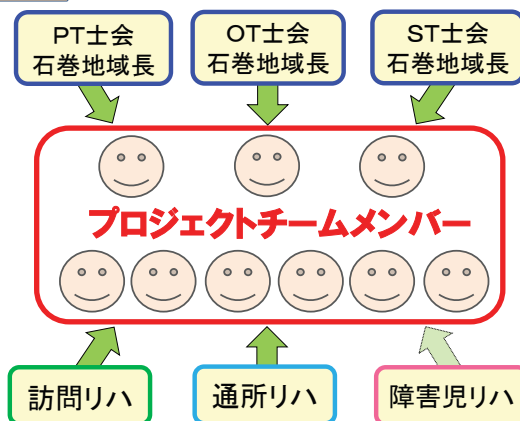 PT士会
石巻地域長
OT士会
石巻地域長
ST士会
石巻地域長
プロジェクトチームメンバー
訪問リハ
通所リハ
障害児リハ